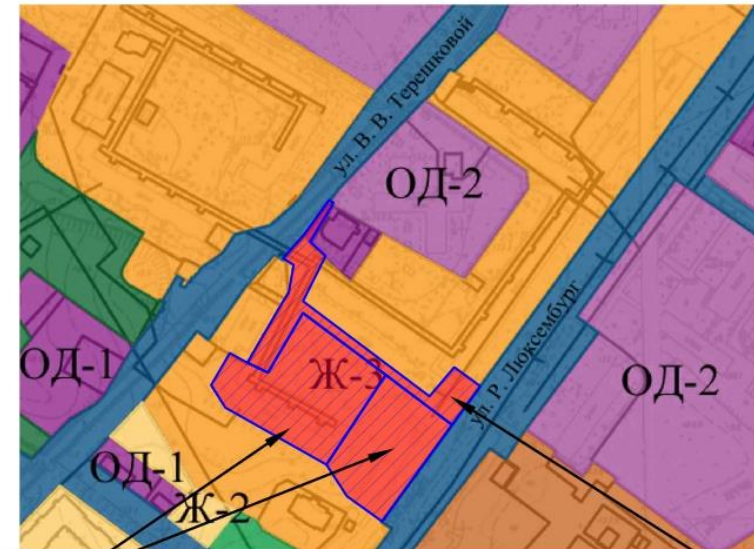 ул. В. В. Терешковой
ОД-2
ул. Р. Люксембург
ОД-1
Ж-3
ОД-2
ОД-1
Ж-2